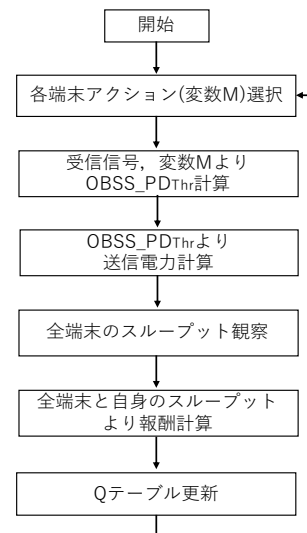 開始
各端末アクション(変数M)選択
受信信号，変数Mより
OBSS_PDThr計算
OBSS_PDThrより
送信電力計算
全端末のスループット観察
全端末と自身のスループット
より報酬計算
Qテーブル更新